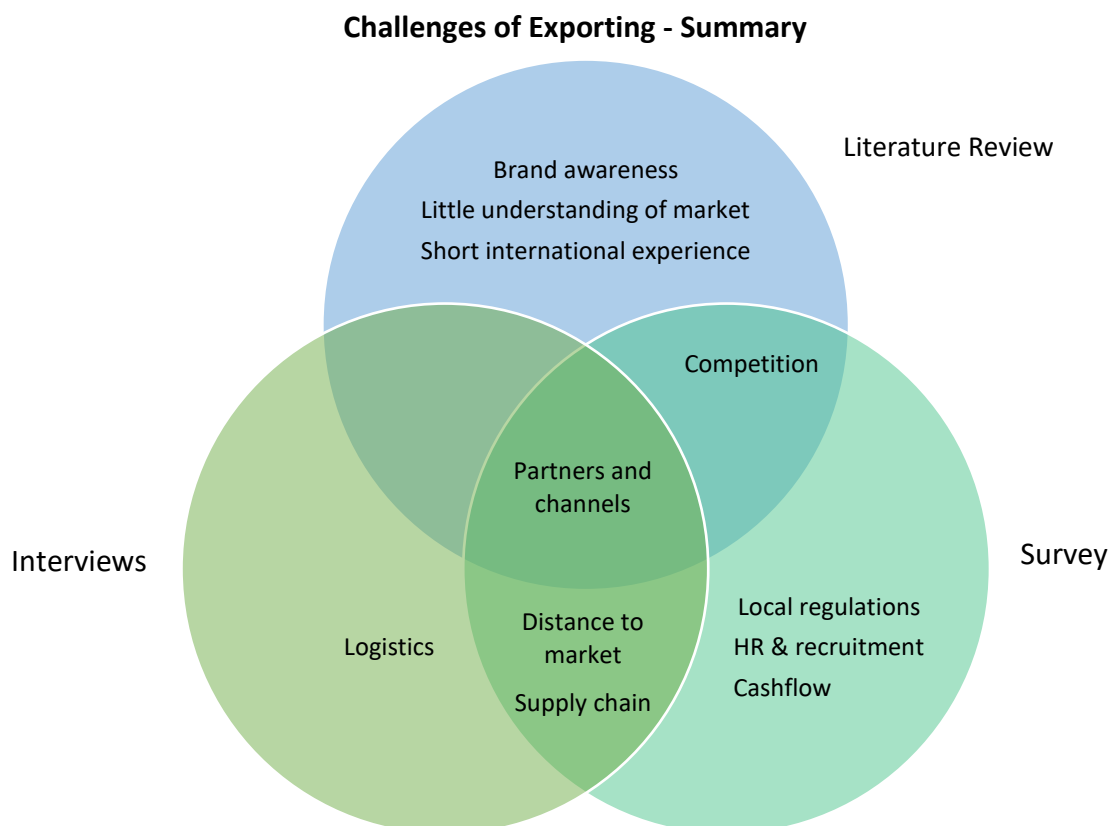 Challenges of Exporting - Summary
Literature Review
Brand awareness
Little understanding of market
Short international experience
Competition
Partners and
channels
Interviews
Survey
Logistics
Distance to
market
Supply chain
Local regulations
HR & recruitment
Cashflow